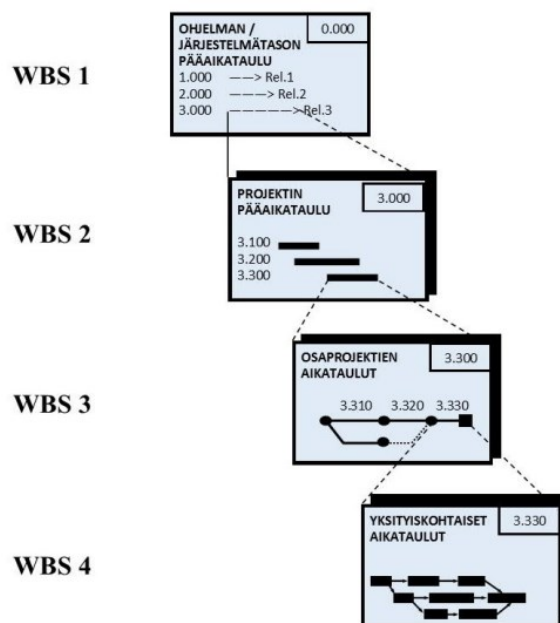 WBS 1
OHJELMAN /
JÄRJESTELMÄTASON
PÄÄAIKATAULU
0.000
1.000 ——> Rel.1
2.000 ———> Rel.2
3.000 —————> Rel.3
WBS 2
PROJEKTIN
PÄÄAIKATAULU
3.000
3.100
3.200
3.300
WBS 3
OSAPROJEKTIEN
AIKATAULUT
3.300
3.310 3.320 3.330
WBS 4
YKSITYISKOHTAISET
AIKATAULUT
3.330